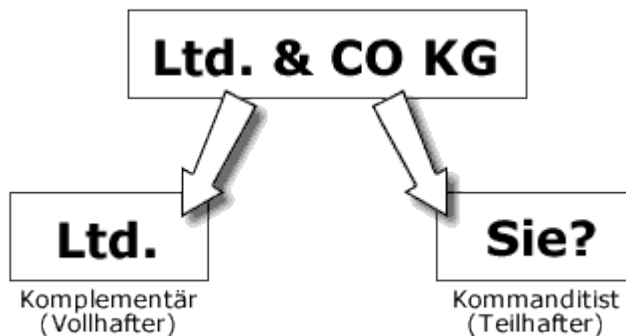 Ltd. & CO KG
Ltd.
Sie?
Komplementär
(Vollhafter)
Kommanditist
(Teilhafter)